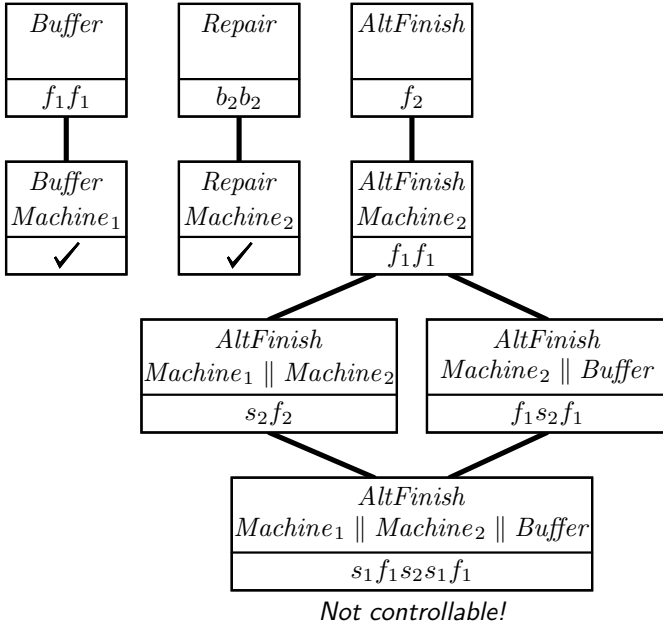 Buffer
f₁f₁
Repair
b₂b₂
AltFinish
f₂
Buffer
Machine₁
✓
Repair
Machine₂
✓
AltFinish
Machine₂
f₁f₁
AltFinish
Machine₁ ∥ Machine₂
s₂f₂
AltFinish
Machine₂ ∥ Buffer
f₁s₂f₁
AltFinish
Machine₁ ∥ Machine₂ ∥ Buffer
s₁f₁s₂s₁f₁
Not controllable!